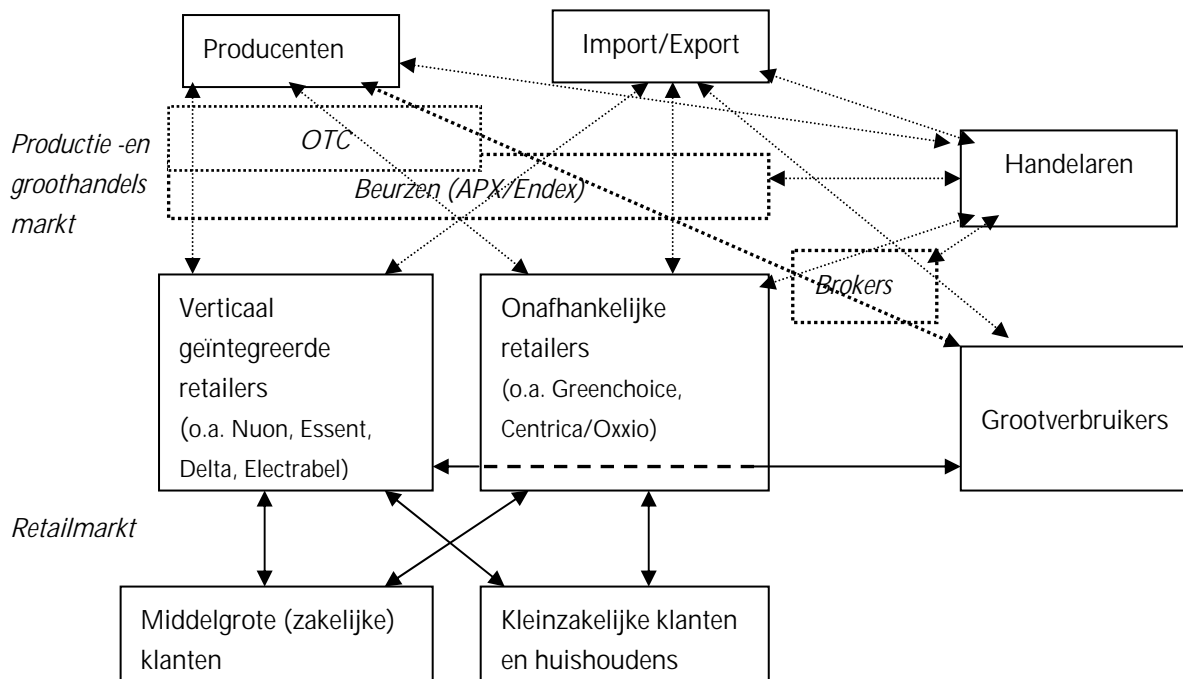 Producenten
Import/Export
Productie -en
groothandels
markt
OTC
Beurzen (APX/Endex)
Handelaren
Brokers
Verticaal
geïntegreerde
retailers
(o.a. Nuon, Essent,
Delta, Electrabel)
Onafhankelijke
retailers
(o.a. Greenchoice,
Centrica/Oxxio)
Grootverbruikers
Retailmarkt
Middelgrote (zakelijke)
klanten
Kleinzakelijke klanten
en huishoudens